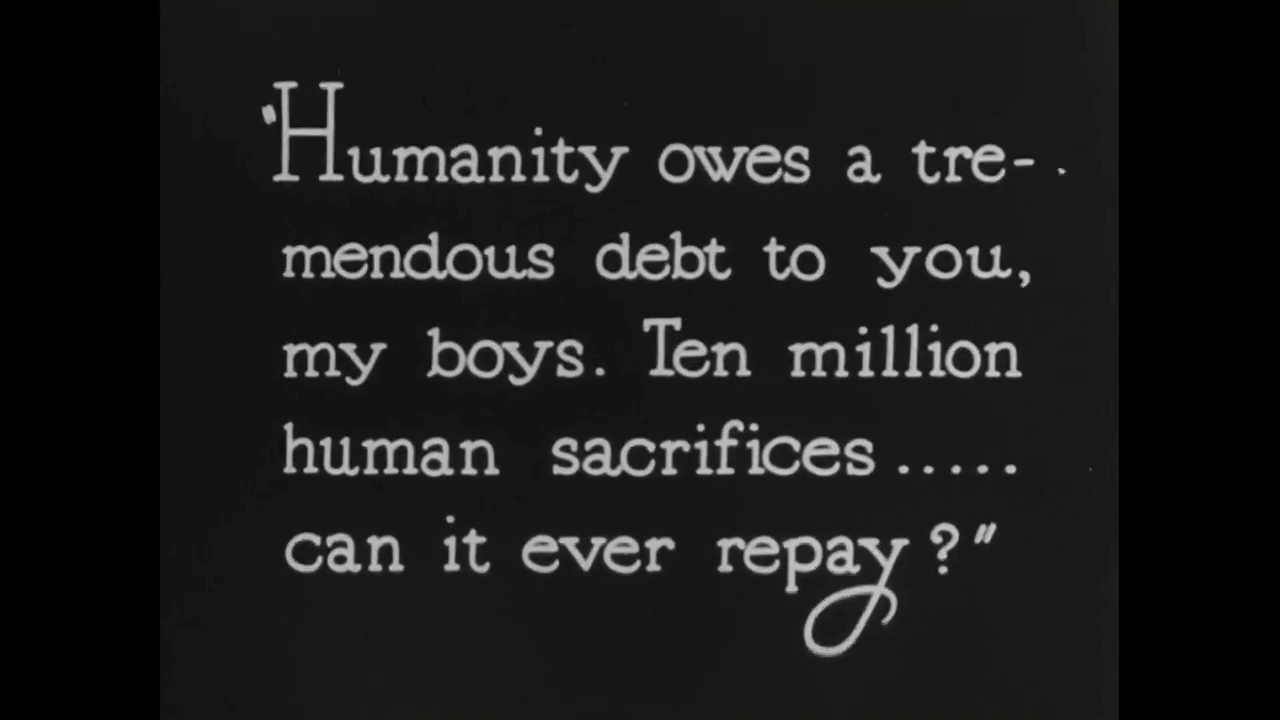 "Humanity owes a tre-
mendous debt to you,
my boys. Ten million
human sacrifices.....
can it ever repay?"